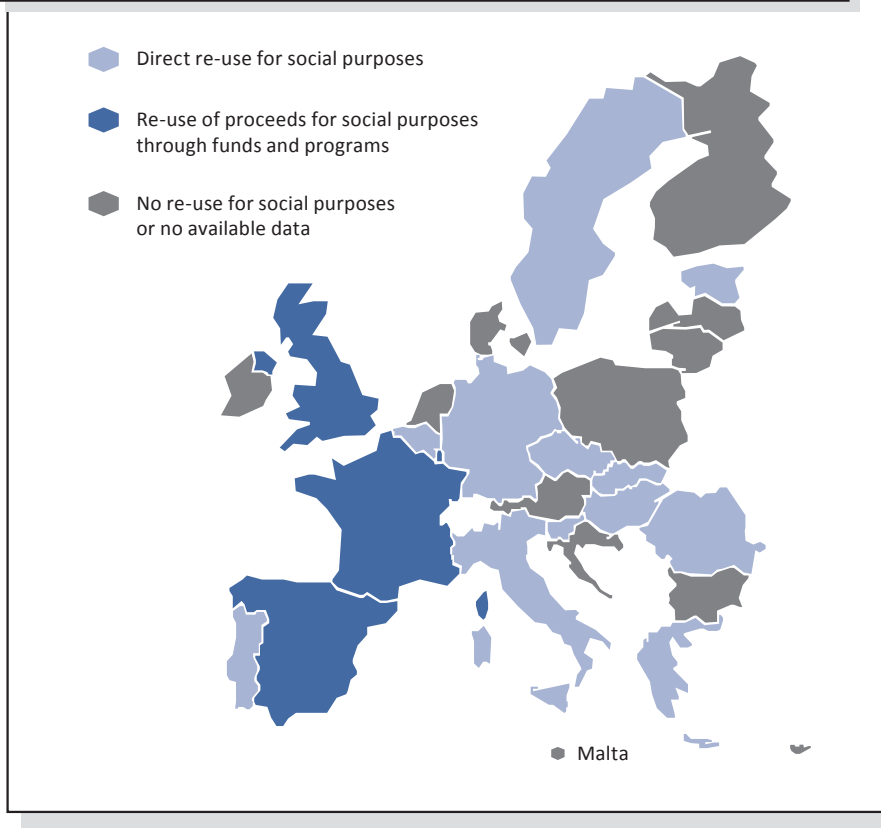 Direct re-use for social purposes
Re-use of proceeds for social purposes
through funds and programs
No re-use for social purposes
or no available data
Malta